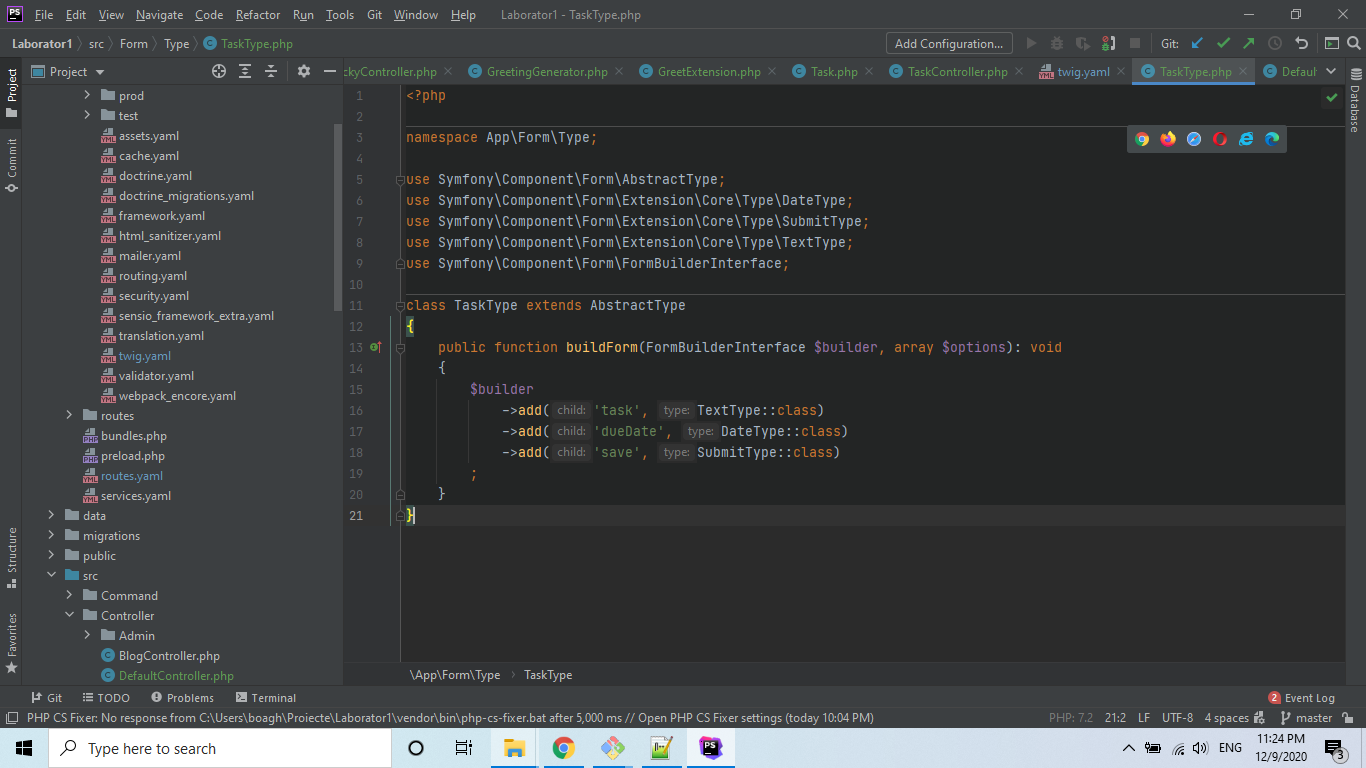 PS File Edit View Navigate Code Refactor Run Tools Git Window Help Laborator1 - TaskType.php
Laborator1 src Form Type TaskType.php Add Configuration... Git:
Project ckyController.php GreetingGenerator.php GreetExtension.php Task.php TaskController.php twig.yaml TaskType.php Defaul
Project
Commit
Structure
Favorites
prod
test
assets.yaml
cache.yaml
doctrine.yaml
doctrine_migrations.yaml
framework.yaml
html_sanitizer.yaml
mailer.yaml
routing.yaml
security.yaml
sensio_framework_extra.yaml
translation.yaml
twig.yaml
validator.yaml
webpack_encore.yaml
routes
bundles.php
preload.php
routes.yaml
services.yaml
data
migrations
public
src
Command
Controller
Admin
BlogController.php
DefaultController.php
1 <?php
2
3 namespace App\Form\Type;
4
5 use Symfony\Component\Form\AbstractType;
6 use Symfony\Component\Form\Extension\Core\Type\DateType;
7 use Symfony\Component\Form\Extension\Core\Type\SubmitType;
8 use Symfony\Component\Form\Extension\Core\Type\TextType;
9 use Symfony\Component\Form\FormBuilderInterface;
10
11 class TaskType extends AbstractType
12 {
13 public function buildForm(FormBuilderInterface $builder, array $options): void
14 {
15 $builder
16 ->add( child: 'task', type: TextType::class)
17 ->add( child: 'dueDate', type: DateType::class)
18 ->add( child: 'save', type: SubmitType::class)
19 ;
20 }
21 }
Database
\App\Form\Type TaskType
Git TODO Problems Terminal 2 Event Log
PHP CS Fixer: No response from C:\Users\boagh\Proiecte\Laborator1\vendor\bin\php-cs-fixer.bat after 5,000 ms // Open PHP CS Fixer settings (today 10:04 PM) PHP: 7.2 21:2 LF UTF-8 4 spaces master
Type here to search PS ENG 11:24 PM
12/9/2020 3